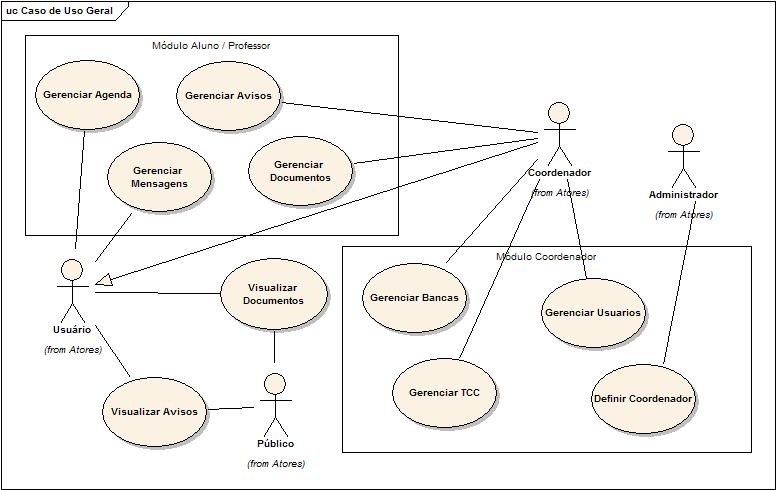 uc Caso de Uso Geral
Módulo Aluno / Professor
Gerenciar Agenda
Gerenciar Avisos
Gerenciar
Mensagens
Gerenciar
Documentos
Coordenador
(from Atores)
Administrador
(from Atores)
Módulo Coordenador
Gerenciar Bancas
Gerenciar Usuarios
Gerenciar TCC
Definir Coordenador
Usuário
(from Atores)
Visualizar
Documentos
Visualizar Avisos
Público
(from Atores)